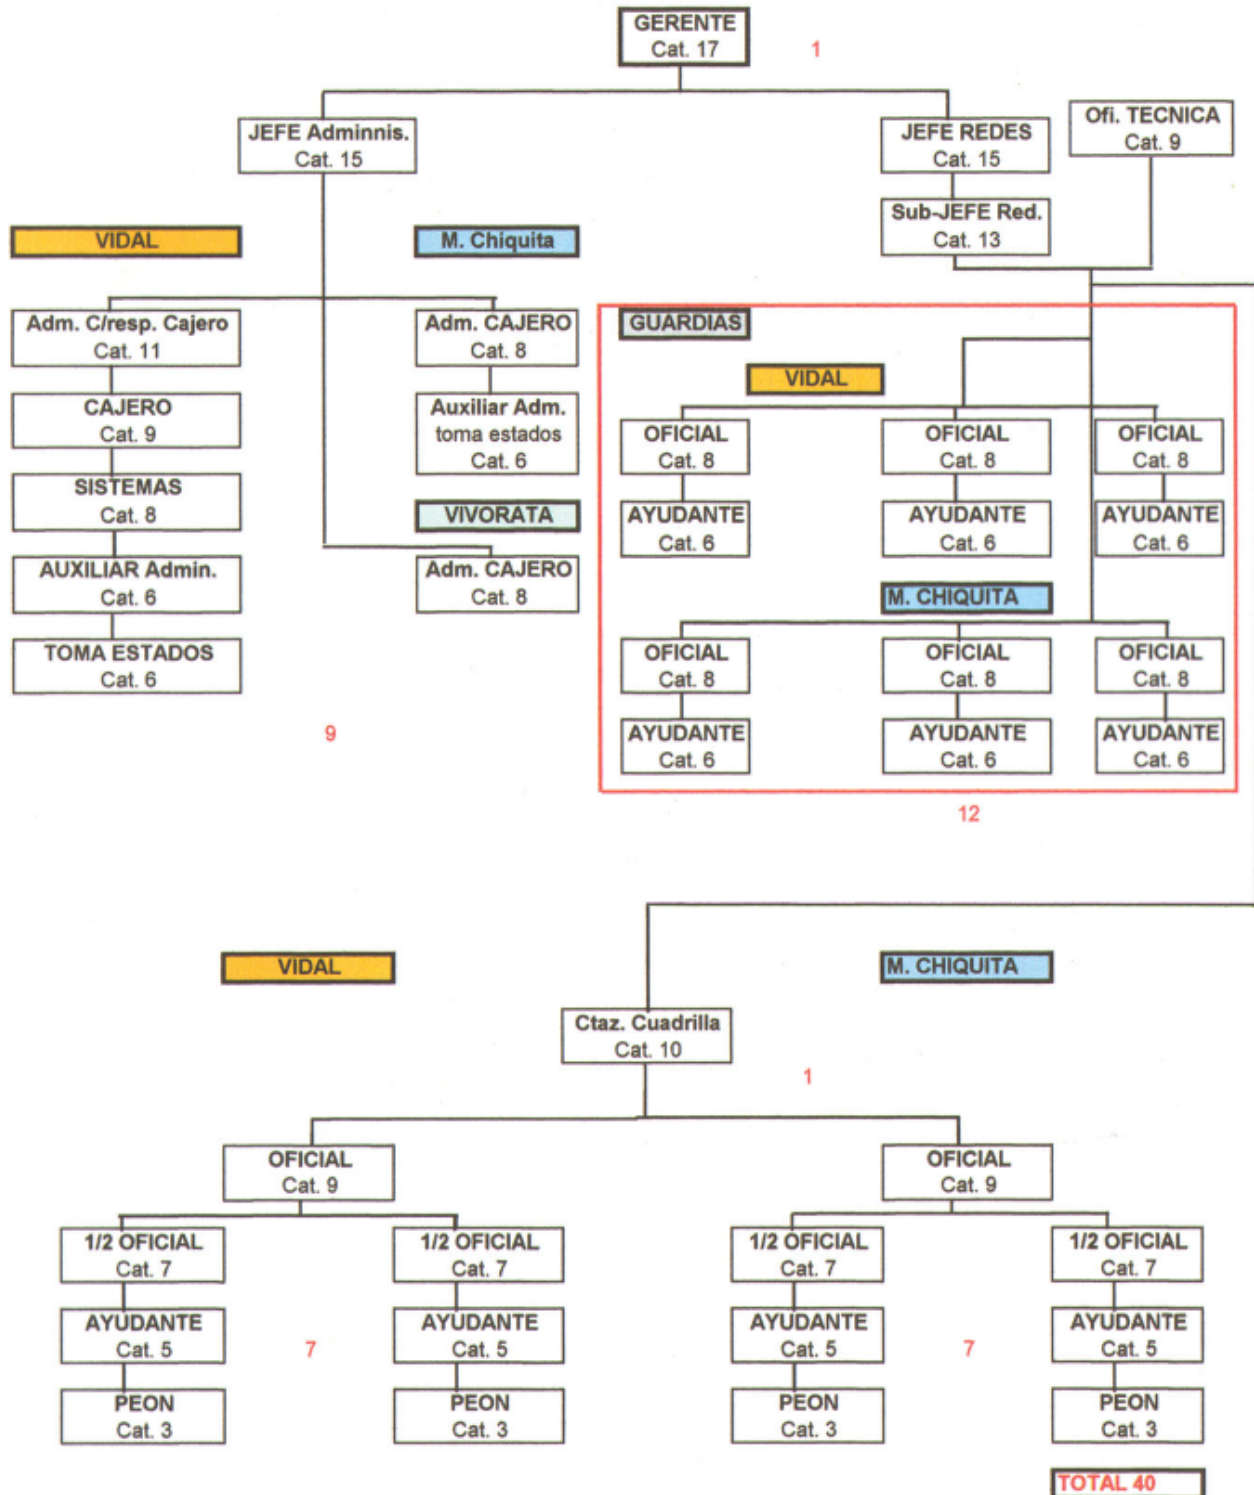 GERENTE
Cat. 17
1
JEFE Adminnis.
Cat. 15
JEFE REDES
Cat. 15
Ofi. TECNICA
Cat. 9
Sub-JEFE Red.
Cat. 13
VIDAL
M. Chiquita
Adm. C/resp. Cajero
Cat. 11
CAJERO
Cat. 9
SISTEMAS
Cat. 8
AUXILIAR Admin.
Cat. 6
TOMA ESTADOS
Cat. 6
Adm. CAJERO
Cat. 8
Auxiliar Adm.
toma estados
Cat. 6
VIVORATA
Adm. CAJERO
Cat. 8
9
GUARDIAS
VIDAL
OFICIAL
Cat. 8
OFICIAL
Cat. 8
OFICIAL
Cat. 8
AYUDANTE
Cat. 6
AYUDANTE
Cat. 6
AYUDANTE
Cat. 6
M. CHIQUITA
OFICIAL
Cat. 8
OFICIAL
Cat. 8
OFICIAL
Cat. 8
AYUDANTE
Cat. 6
AYUDANTE
Cat. 6
AYUDANTE
Cat. 6
12
VIDAL
M. CHIQUITA
Ctaz. Cuadrilla
Cat. 10
1
OFICIAL
Cat. 9
OFICIAL
Cat. 9
1/2 OFICIAL
Cat. 7
1/2 OFICIAL
Cat. 7
1/2 OFICIAL
Cat. 7
1/2 OFICIAL
Cat. 7
AYUDANTE
Cat. 5
7
AYUDANTE
Cat. 5
AYUDANTE
Cat. 5
7
AYUDANTE
Cat. 5
PEON
Cat. 3
PEON
Cat. 3
PEON
Cat. 3
PEON
Cat. 3
TOTAL 40